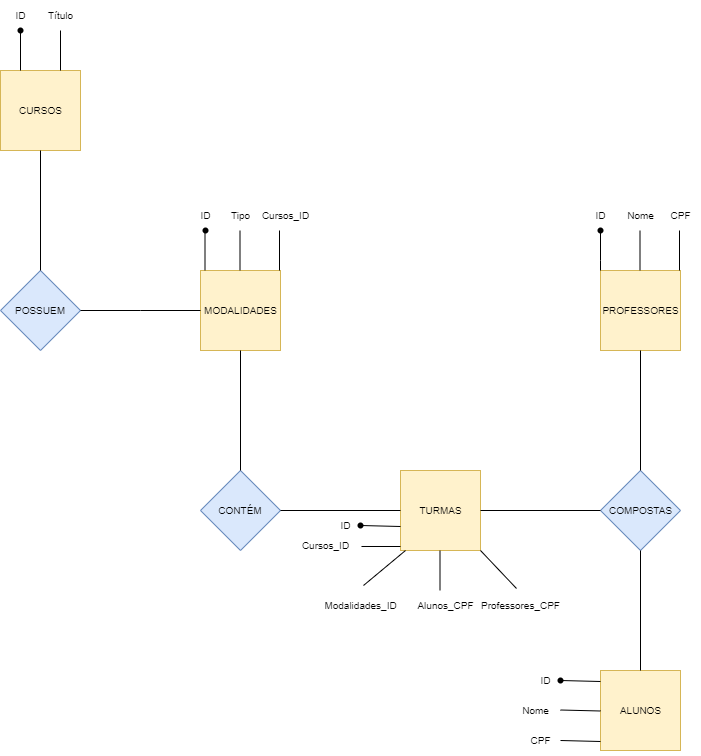 ID
Título
CURSOS
ID
Tipo
Cursos_ID
ID
Nome
CPF
POSSUEM
MODALIDADES
PROFESSORES
CONTÉM
TURMAS
COMPOSTAS
ID
Cursos_ID
Modalidades_ID
Alunos_CPF
Professores_CPF
ID
Nome
ALUNOS
CPF